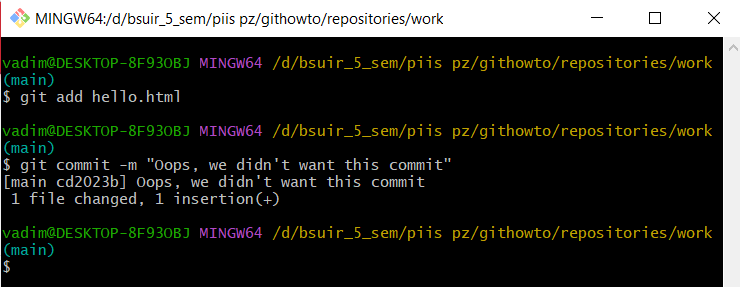 MINGW64:/d/bsuir_5_sem/piis pz/githowto/repositories/work
vadim@DESKTOP-8F93OBJ MINGW64 /d/bsuir_5_sem/piis pz/githowto/repositories/work
(main)
$ git add hello.html
vadim@DESKTOP-8F93OBJ MINGW64 /d/bsuir_5_sem/piis pz/githowto/repositories/work
(main)
$ git commit -m "Oops, we didn't want this commit"
[main cd2023b] Oops, we didn't want this commit
 1 file changed, 1 insertion(+)
vadim@DESKTOP-8F93OBJ MINGW64 /d/bsuir_5_sem/piis pz/githowto/repositories/work
(main)
$